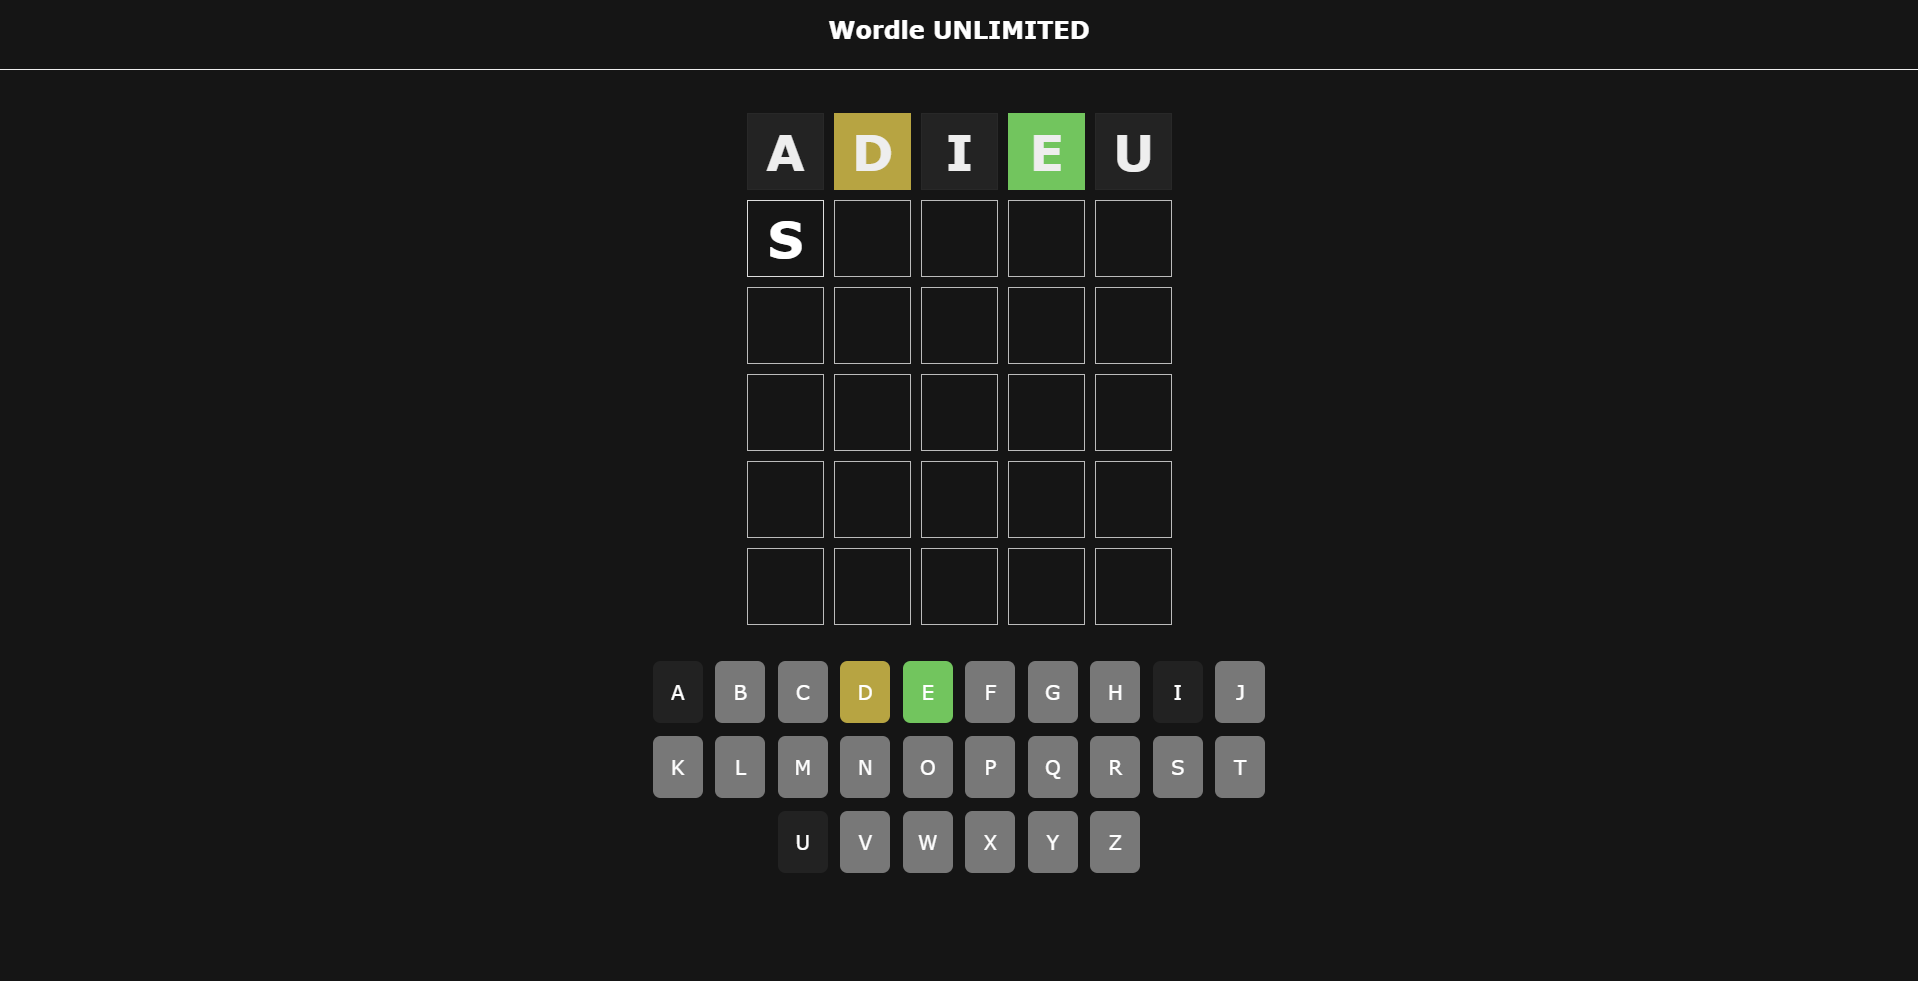 Wordle UNLIMITED
A D I E U
S
A B C D E F G H I J
K L M N O P Q R S T
U V W X Y Z